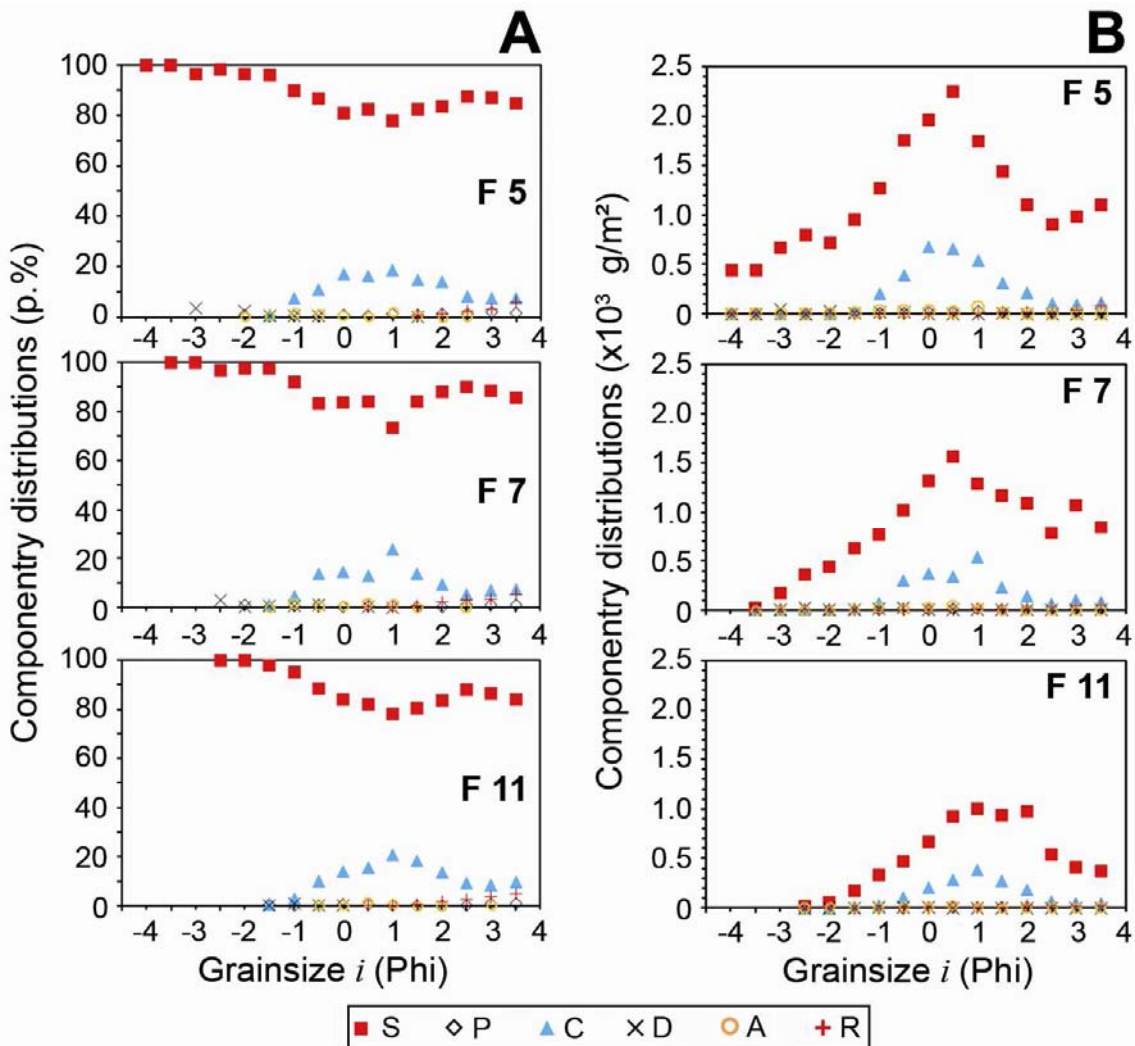 A
B
Componentry distributions (p.%)
100
80
60
40
20
0
-4 -3 -2 -1 0 1 2 3 4
F 5
100
80
60
40
20
0
-4 -3 -2 -1 0 1 2 3 4
F 7
100
80
60
40
20
0
-4 -3 -2 -1 0 1 2 3 4
F 11
Grainsize i (Phi)
Componentry distributions (x10³ g/m²)
2.5
2.0
1.5
1.0
0.5
0
-4 -3 -2 -1 0 1 2 3 4
F 5
2.5
2.0
1.5
1.0
0.5
0
-4 -3 -2 -1 0 1 2 3 4
F 7
2.5
2.0
1.5
1.0
0.5
0
-4 -3 -2 -1 0 1 2 3 4
F 11
Grainsize i (Phi)
S P C D A R